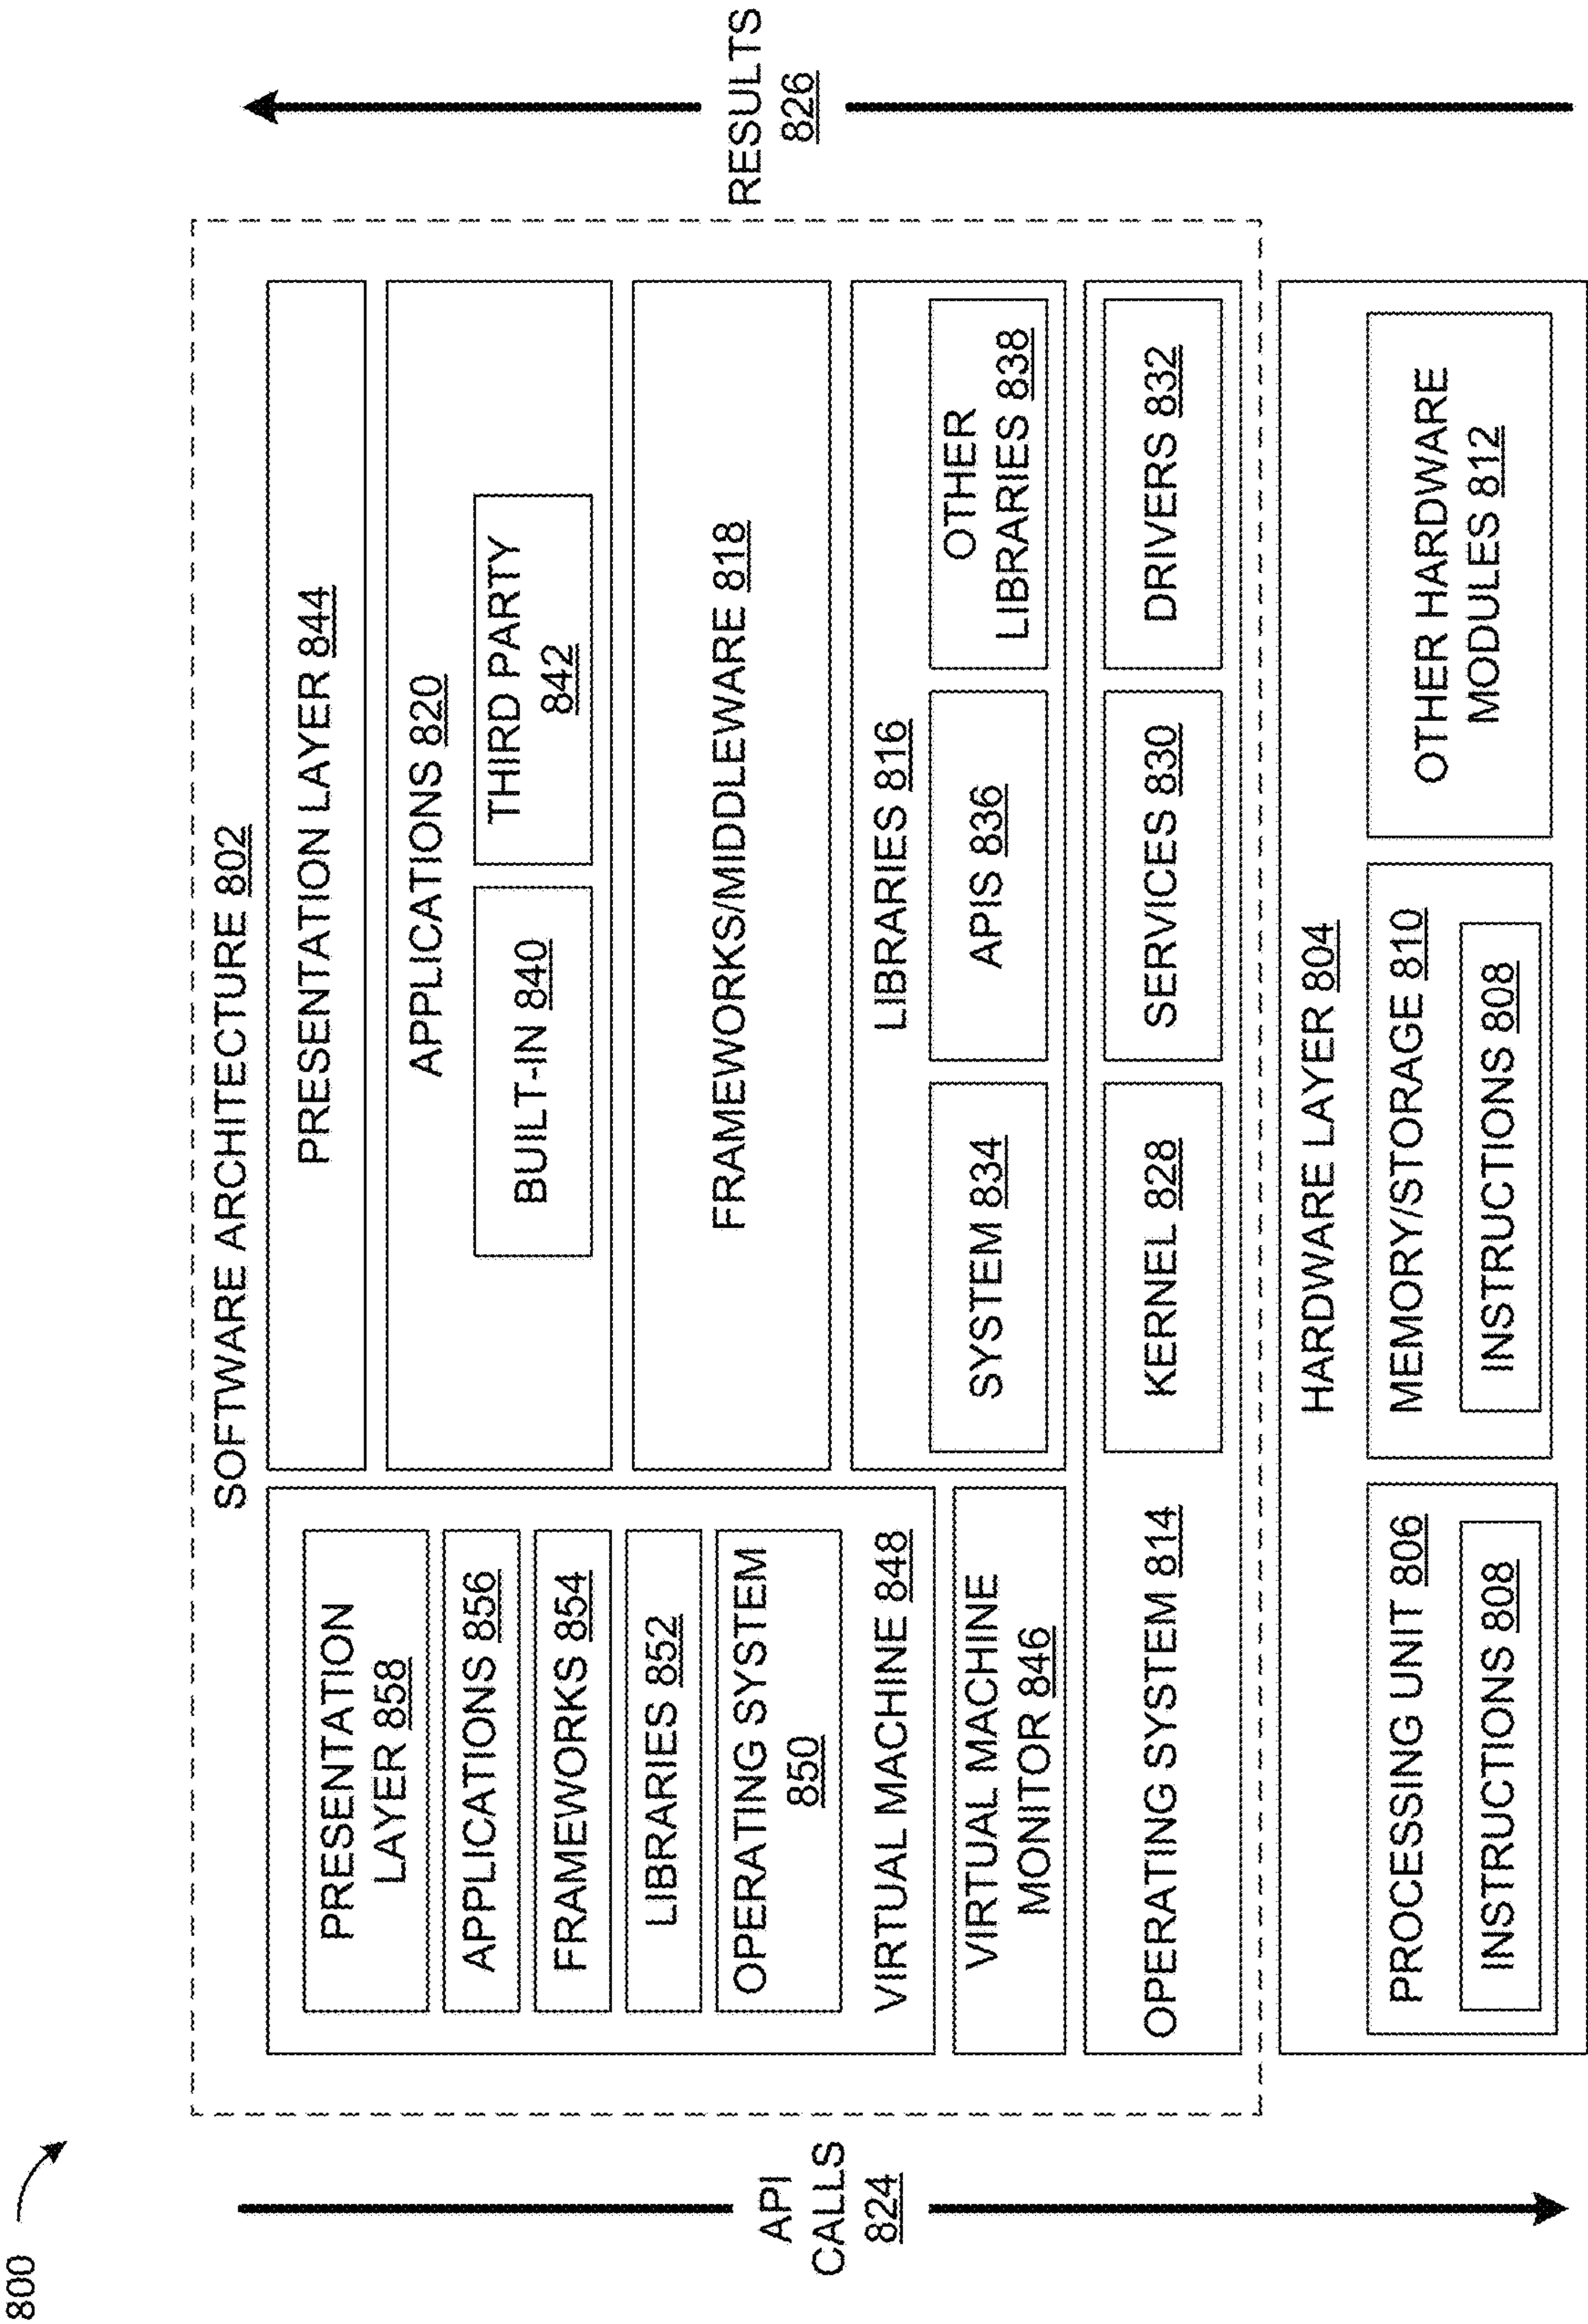 800
SOFTWARE ARCHITECTURE 802
PRESENTATION
LAYER 858
APPLICATIONS 856
FRAMEWORKS 854
LIBRARIES 852
OPERATING SYSTEM
850
VIRTUAL MACHINE 848
VIRTUAL MACHINE
MONITOR 846
PRESENTATION LAYER 844
APPLICATIONS 820
BUILT-IN 840
THIRD PARTY
842
FRAMEWORKS/MIDDLEWARE 818
LIBRARIES 816
SYSTEM 834
APIS 836
OTHER
LIBRARIES 838
OPERATING SYSTEM 814
KERNEL 828
SERVICES 830
DRIVERS 832
HARDWARE LAYER 804
PROCESSING UNIT 806
INSTRUCTIONS 808
MEMORY/STORAGE 810
INSTRUCTIONS 808
OTHER HARDWARE
MODULES 812
API
CALLS
824
RESULTS
826